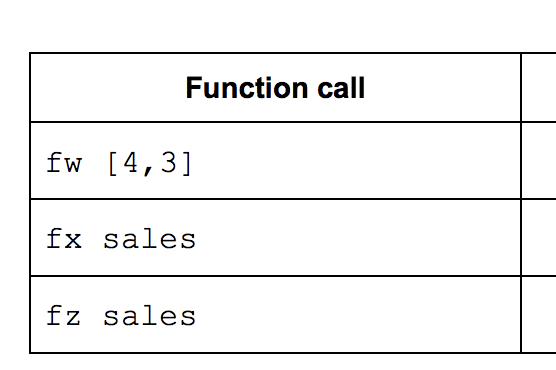 Function call
fw [4,3]
fx sales
fz sales